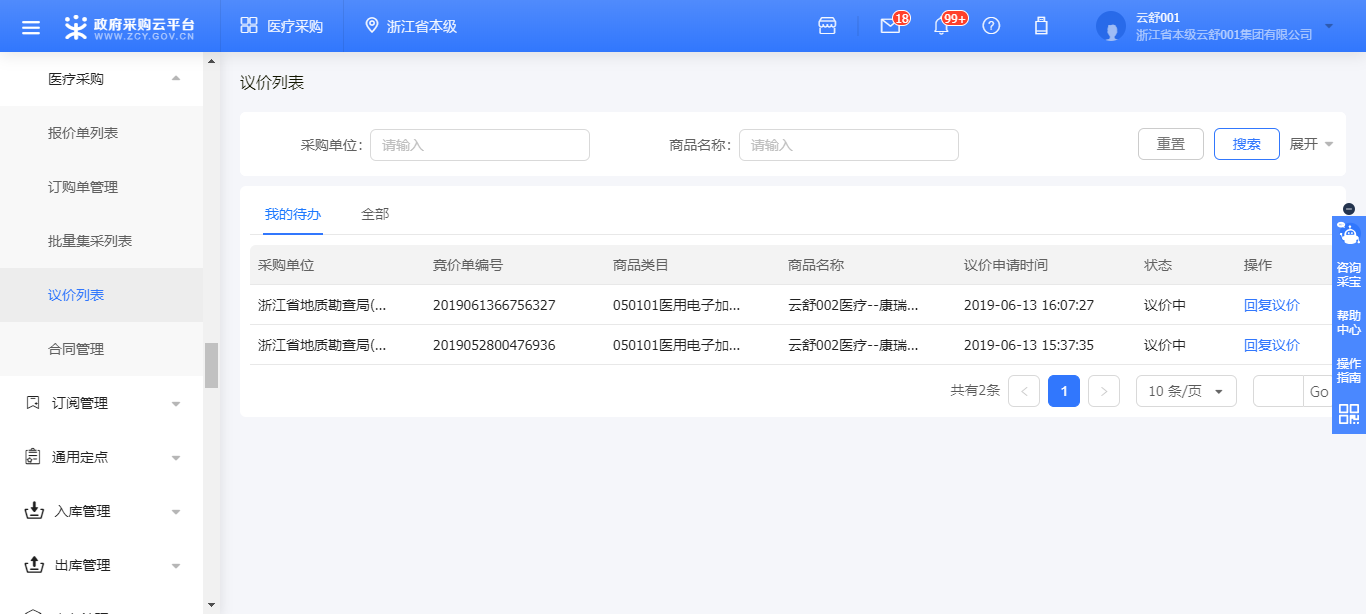 政府采购云平台
WWW.ZCY.GOV.CN
医疗采购
浙江省本级
18
99+
云舒001
浙江省本级云舒001集团有限公司
医疗采购
报价单列表
订购单管理
批量集采列表
议价列表
合同管理
订阅管理
通用定点
入库管理
出库管理
议价列表
采购单位: 请输入 商品名称: 请输入 重置 搜索 展开
我的待办 全部
采购单位 竞价单编号 商品类目 商品名称 议价申请时间 状态 操作
浙江省地质勘查局(... 2019061366756327 050101医用电子加... 云舒002医疗--康瑞... 2019-06-13 16:07:27 议价中 回复议价
浙江省地质勘查局(... 2019052800476936 050101医用电子加... 云舒002医疗--康瑞... 2019-06-13 15:37:35 议价中 回复议价
共有2条 < 1 > 10 条/页 Go
咨询
采宝
帮助
中心
操作
指南